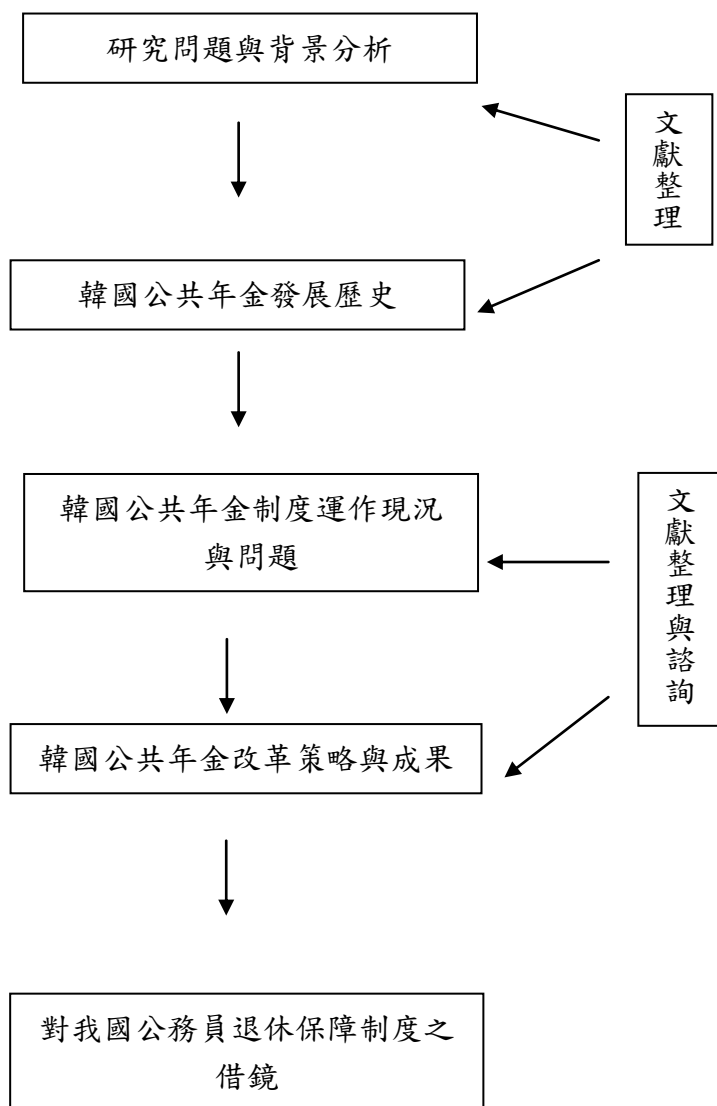 研究問題與背景分析
文獻整理
韓國公共年金發展歷史
韓國公共年金制度運作現況
與問題
文獻整理與諮詢
韓國公共年金改革策略與成果
對我國公務員退休保障制度之
借鏡